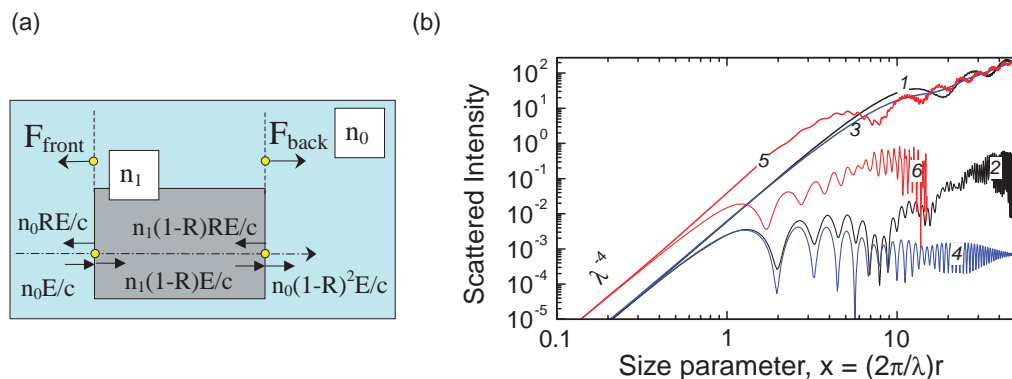 (a)
(b)
F_front
F_back
n_0
n_1
n_0RE/c
n_1(1-R)RE/c
n_0E/c
n_1(1-R)E/c
n_0(1-R)^2E/c
Scattered Intensity
10^2
10^1
10^0
10^-1
10^-2
10^-3
10^-4
10^-5
1
3
5
6
2
4
λ^-4
0.1
1
10
Size parameter, x = (2π/λ)r